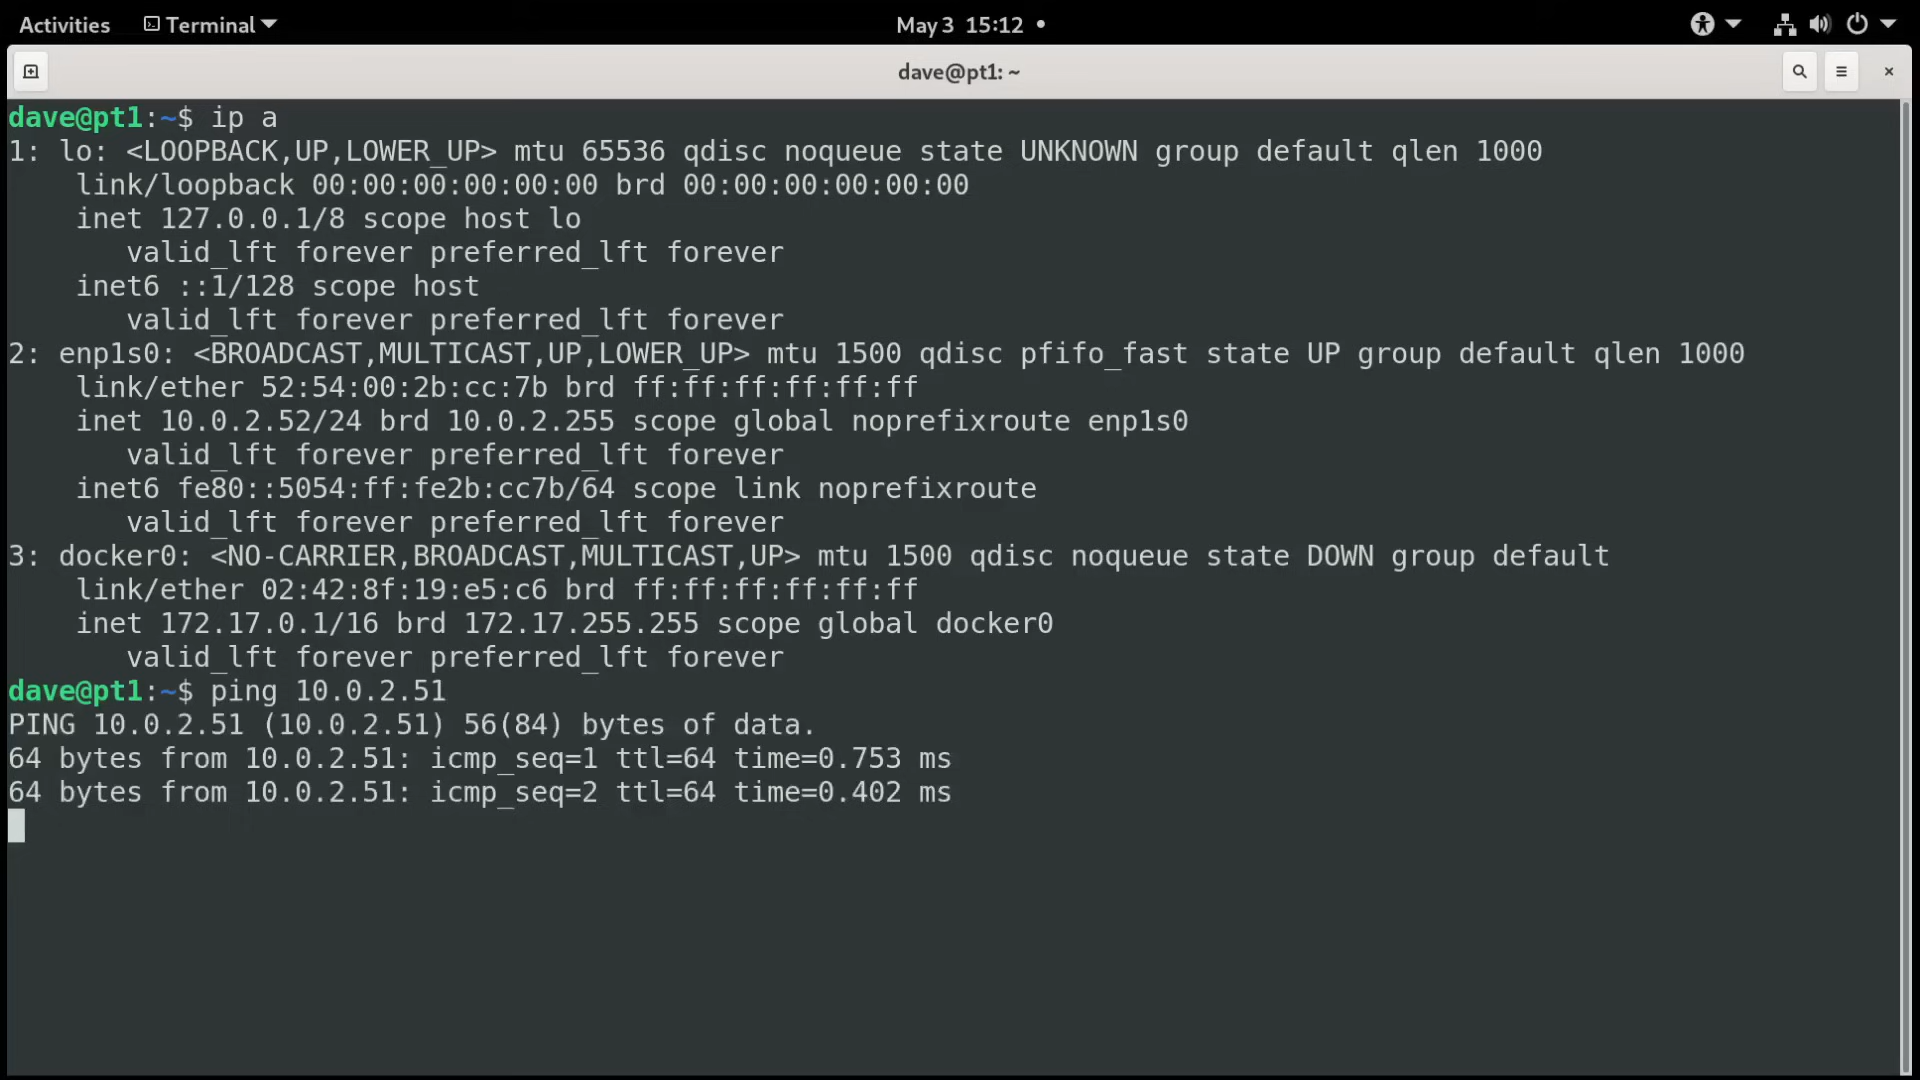 Activities Terminal May 3 15:12
dave@pt1: ~
dave@pt1:~$ ip a
1: lo: <LOOPBACK,UP,LOWER_UP> mtu 65536 qdisc noqueue state UNKNOWN group default qlen 1000
    link/loopback 00:00:00:00:00:00 brd 00:00:00:00:00:00
    inet 127.0.0.1/8 scope host lo
       valid_lft forever preferred_lft forever
    inet6 ::1/128 scope host
       valid_lft forever preferred_lft forever
2: enp1s0: <BROADCAST,MULTICAST,UP,LOWER_UP> mtu 1500 qdisc pfifo_fast state UP group default qlen 1000
    link/ether 52:54:00:2b:cc:7b brd ff:ff:ff:ff:ff:ff
    inet 10.0.2.52/24 brd 10.0.2.255 scope global noprefixroute enp1s0
       valid_lft forever preferred_lft forever
    inet6 fe80::5054:ff:fe2b:cc7b/64 scope link noprefixroute
       valid_lft forever preferred_lft forever
3: docker0: <NO-CARRIER,BROADCAST,MULTICAST,UP> mtu 1500 qdisc noqueue state DOWN group default
    link/ether 02:42:8f:19:e5:c6 brd ff:ff:ff:ff:ff:ff
    inet 172.17.0.1/16 brd 172.17.255.255 scope global docker0
       valid_lft forever preferred_lft forever
dave@pt1:~$ ping 10.0.2.51
PING 10.0.2.51 (10.0.2.51) 56(84) bytes of data.
64 bytes from 10.0.2.51: icmp_seq=1 ttl=64 time=0.753 ms
64 bytes from 10.0.2.51: icmp_seq=2 ttl=64 time=0.402 ms